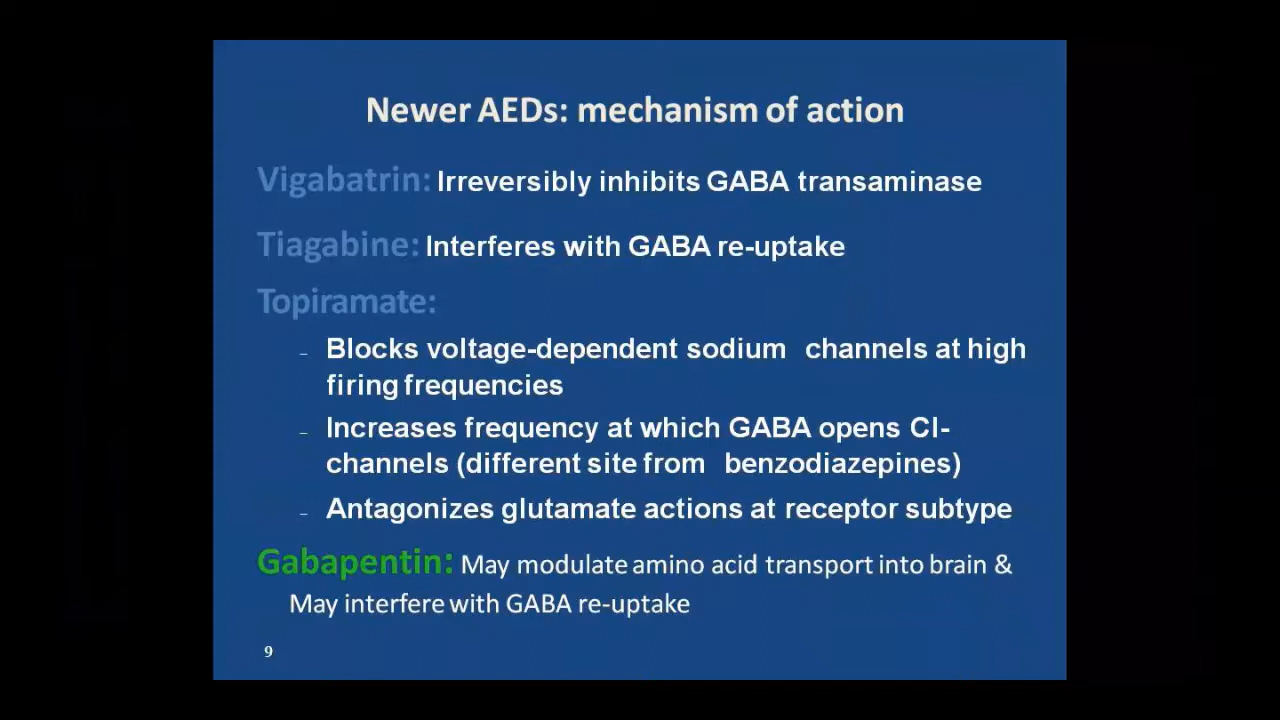 Newer AEDs: mechanism of action
Vigabatrin: Irreversibly inhibits GABA transaminase
Tiagabine: Interferes with GABA re-uptake
Topiramate:
- Blocks voltage-dependent sodium channels at high
firing frequencies
- Increases frequency at which GABA opens Cl-
channels (different site from benzodiazepines)
- Antagonizes glutamate actions at receptor subtype
Gabapentin: May modulate amino acid transport into brain &
May interfere with GABA re-uptake
9